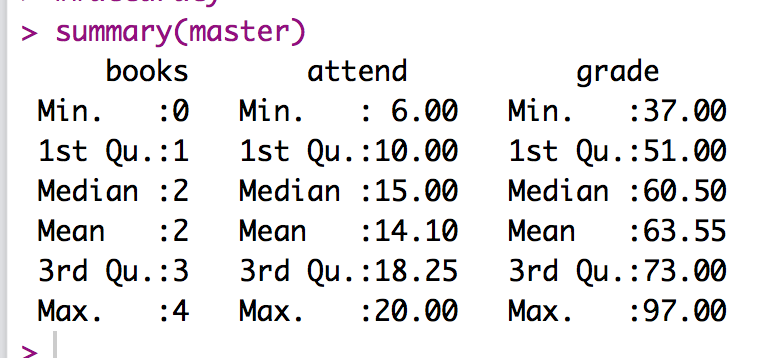 > summary(master)
     books          attend          grade
 Min.   :0   Min.   : 6.00   Min.   :37.00
 1st Qu.:1   1st Qu.:10.00   1st Qu.:51.00
 Median :2   Median :15.00   Median :60.50
 Mean   :2   Mean   :14.10   Mean   :63.55
 3rd Qu.:3   3rd Qu.:18.25   3rd Qu.:73.00
 Max.   :4   Max.   :20.00   Max.   :97.00
>